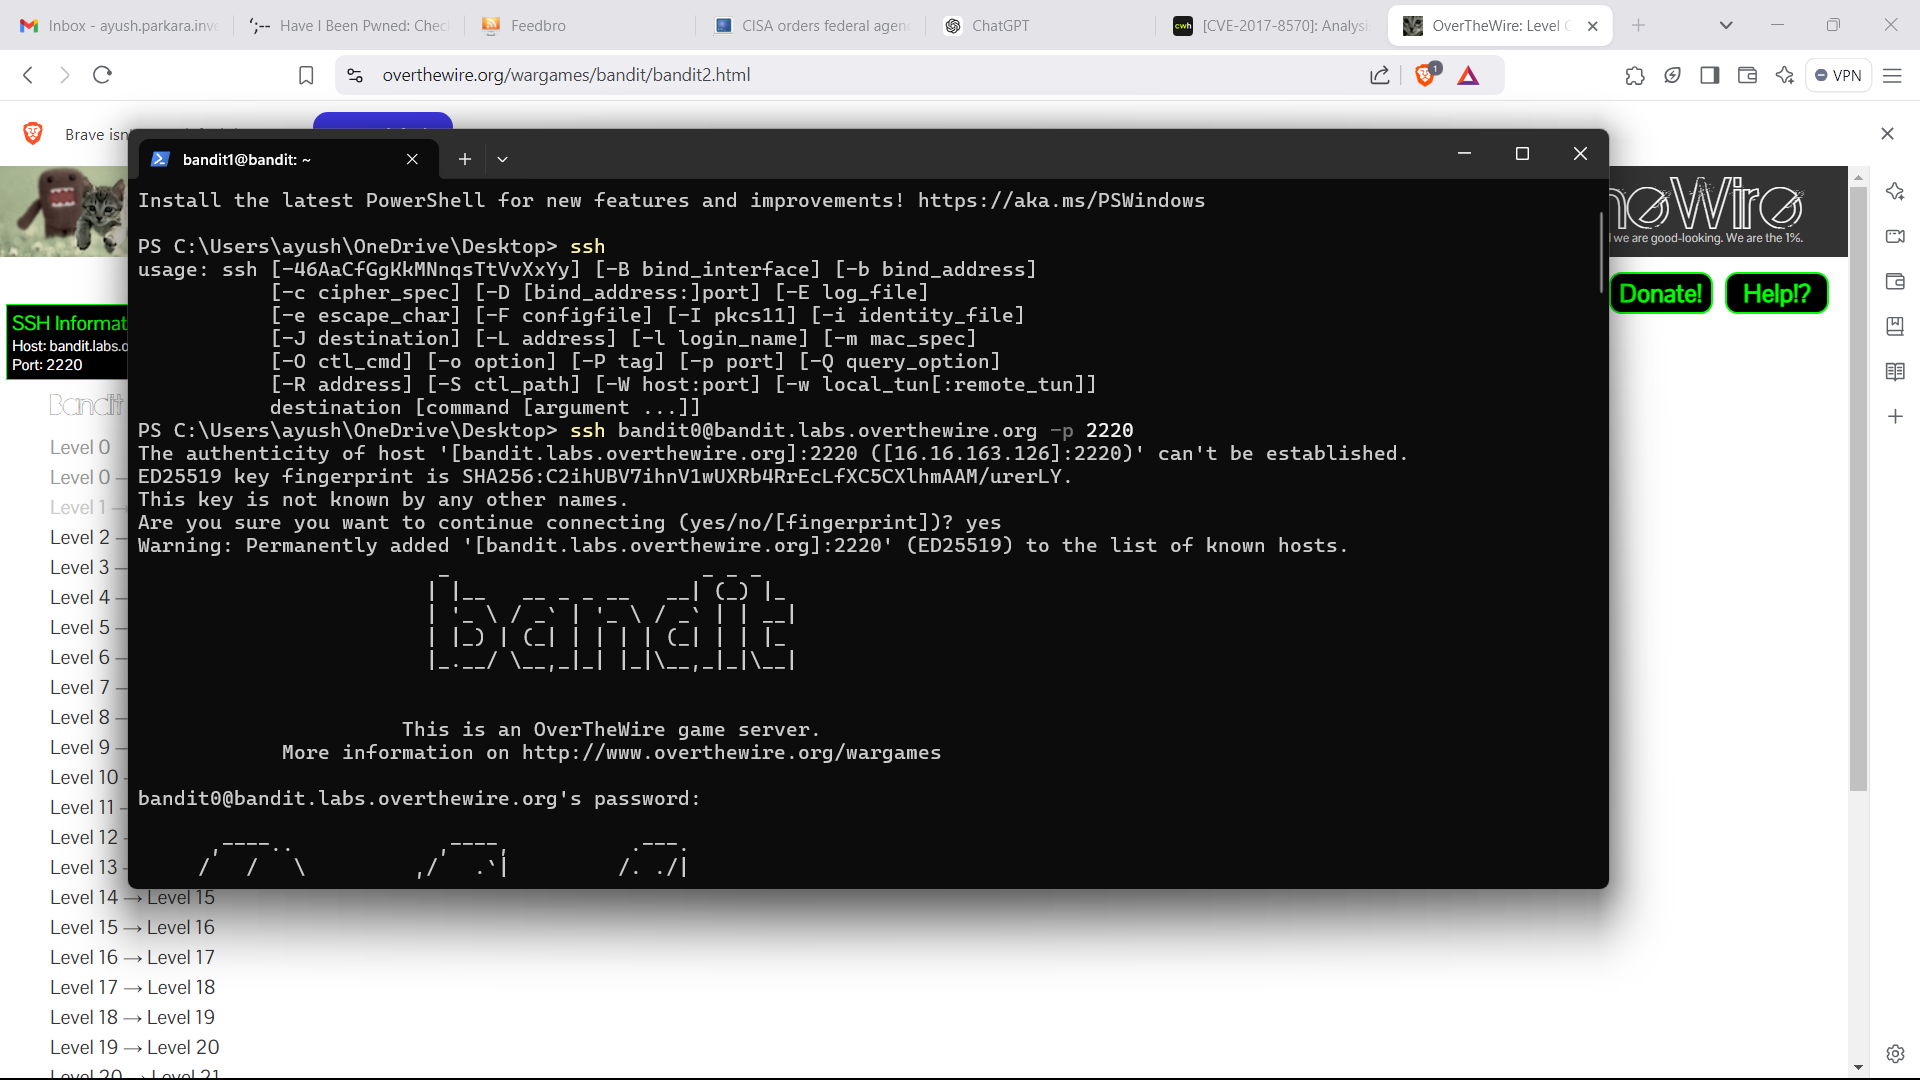 Inbox - ayush.parkara.inve
Have I Been Pwned: Chec
Feedbro
CISA orders federal agenc
ChatGPT
cwh [CVE-2017-8570]: Analysi
OverTheWire: Level G
overthewire.org/wargames/bandit/bandit2.html
1
VPN
Brave isn
bandit1@bandit: ~
Install the latest PowerShell for new features and improvements! https://aka.ms/PSWindows
PS C:\Users\ayush\OneDrive\Desktop> ssh
usage: ssh [-46AaCfGgKkMNnqsTtVvXxYy] [-B bind_interface] [-b bind_address]
[-c cipher_spec] [-D [bind_address:]port] [-E log_file]
[-e escape_char] [-F configfile] [-I pkcs11] [-i identity_file]
[-J destination] [-L address] [-l login_name] [-m mac_spec]
[-O ctl_cmd] [-o option] [-P tag] [-p port] [-Q query_option]
[-R address] [-S ctl_path] [-W host:port] [-w local_tun[:remote_tun]]
destination [command [argument ...]]
PS C:\Users\ayush\OneDrive\Desktop> ssh bandit0@bandit.labs.overthewire.org -p 2220
The authenticity of host '[bandit.labs.overthewire.org]:2220 ([16.16.163.126]:2220)' can't be established.
ED25519 key fingerprint is SHA256:C2ihUBV7ihnV1wUXRb4RrEcLfXC5CXlhmAAM/urerLY.
This key is not known by any other names.
Are you sure you want to continue connecting (yes/no/[fingerprint])? yes
Warning: Permanently added '[bandit.labs.overthewire.org]:2220' (ED25519) to the list of known hosts.
bandit
This is an OverTheWire game server.
More information on http://www.overthewire.org/wargames
bandit0@bandit.labs.overthewire.org's password:
heWire
we are good-looking. We are the 1%.
Donate!
Help!?
SSH Informat
Host: bandit.labs.o
Port: 2220
Bandit
Level 0
Level 0 —
Level 1 —
Level 2 —
Level 3 —
Level 4 —
Level 5 —
Level 6 —
Level 7 —
Level 8 —
Level 9 —
Level 10 -
Level 11 -
Level 12 -
Level 13 -
Level 14 → Level 15
Level 15 → Level 16
Level 16 → Level 17
Level 17 → Level 18
Level 18 → Level 19
Level 19 → Level 20
Level 20 → Level 21